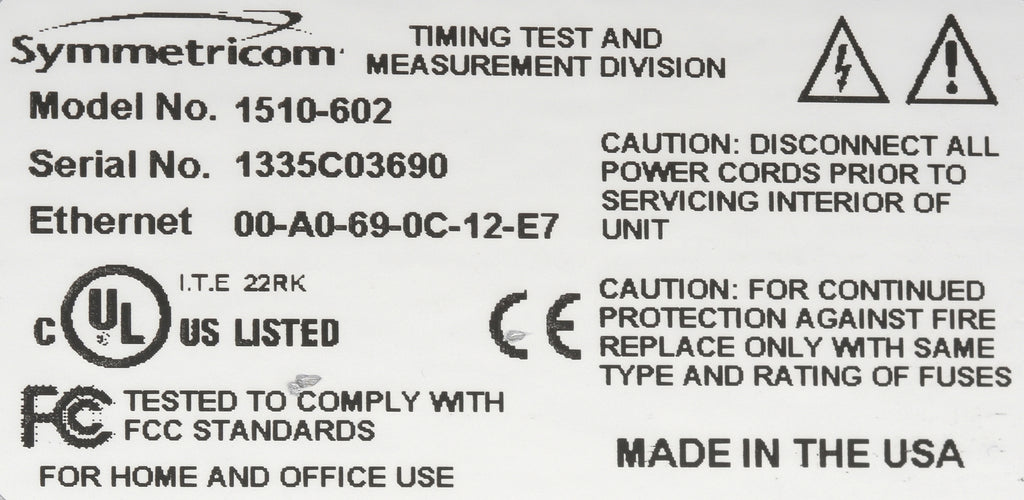 Symmetricom
TIMING TEST AND
MEASUREMENT DIVISION
Model No. 1510-602
Serial No. 1335C03690
Ethernet 00-A0-69-0C-12-E7
CAUTION: DISCONNECT ALL
POWER CORDS PRIOR TO
SERVICING INTERIOR OF
UNIT
I.T.E 22RK
C UL US LISTED
CE
CAUTION: FOR CONTINUED
PROTECTION AGAINST FIRE
REPLACE ONLY WITH SAME
TYPE AND RATING OF FUSES
FC TESTED TO COMPLY WITH
FCC STANDARDS
FOR HOME AND OFFICE USE
MADE IN THE USA